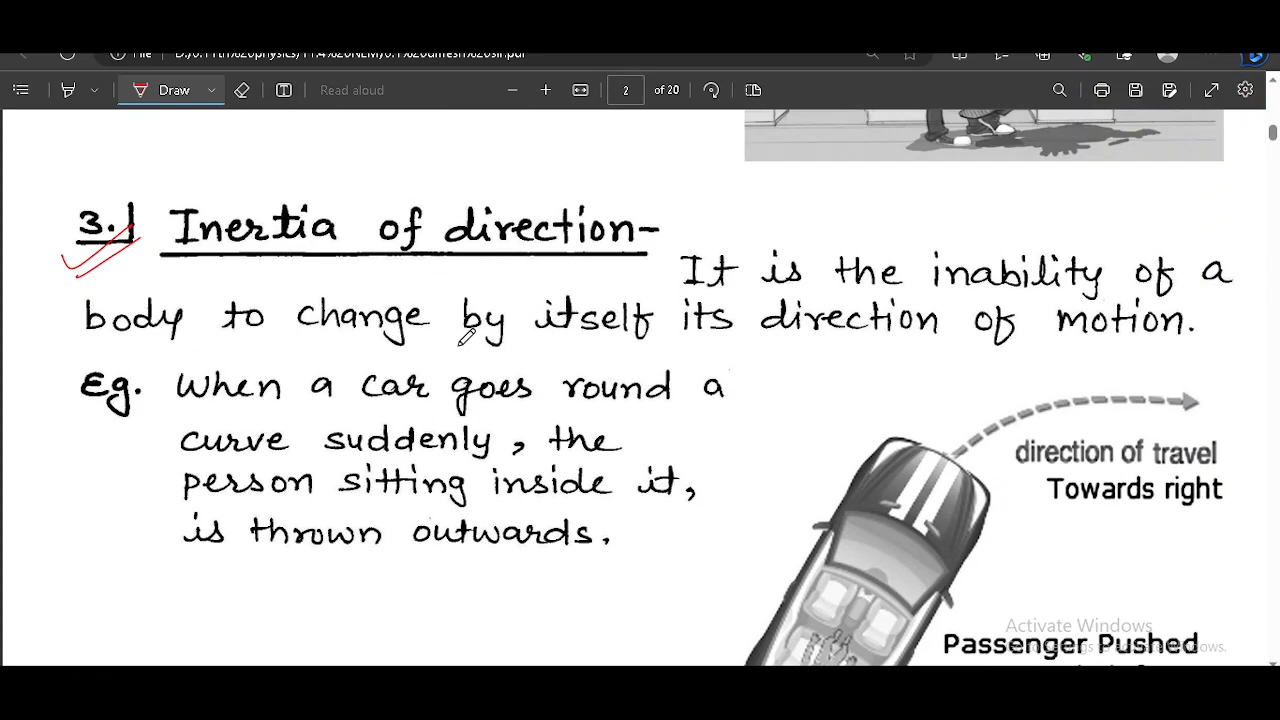 File
Draw
Read aloud
2 of 20
3. Inertia of direction-
It is the inability of a
body to change by itself its direction of motion.
Eg. When a car goes round a
curve suddenly, the
person sitting inside it,
is thrown outwards.
direction of travel
Towards right
Activate Windows
Passenger Pushed